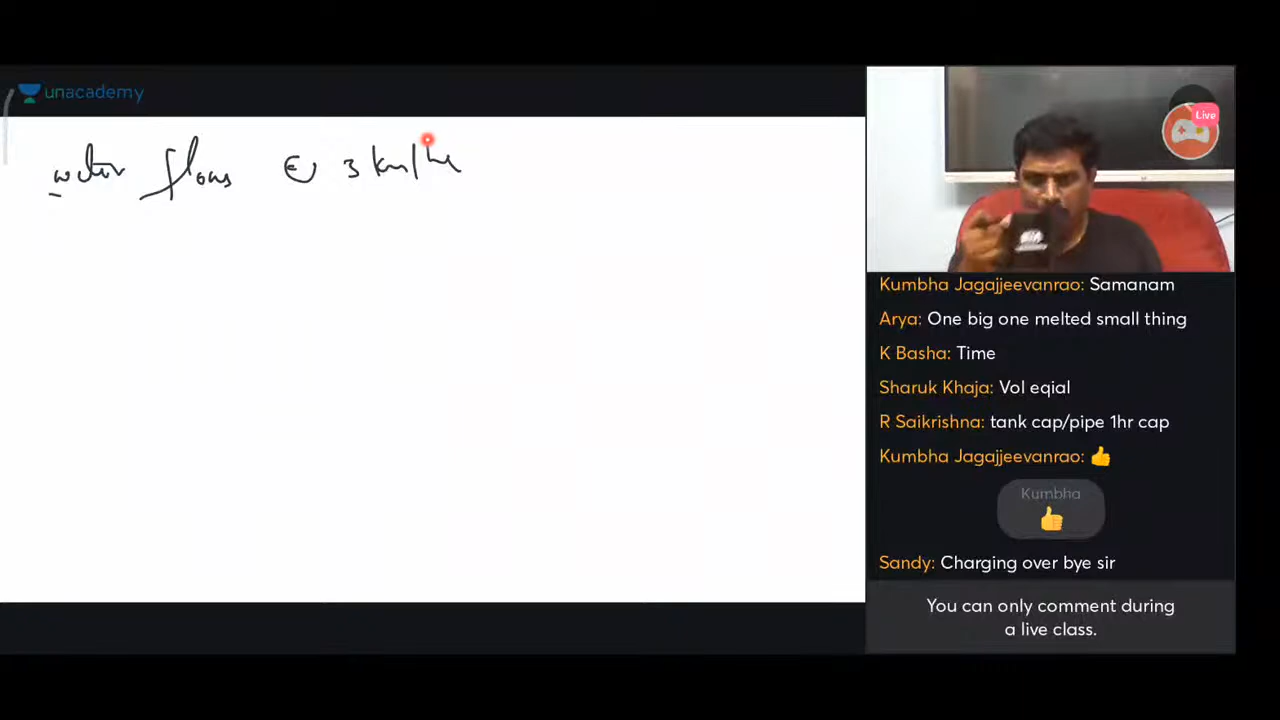 unacademy
water flows @ 3 km/hr
Live
Kumbha Jagajjeevanrao: Samanam
Arya: One big one melted small thing
K Basha: Time
Sharuk Khaja: Vol eqial
R Saikrishna: tank cap/pipe 1hr cap
Kumbha Jagajjeevanrao: 👍
Kumbha
👍
Sandy: Charging over bye sir
You can only comment during
a live class.